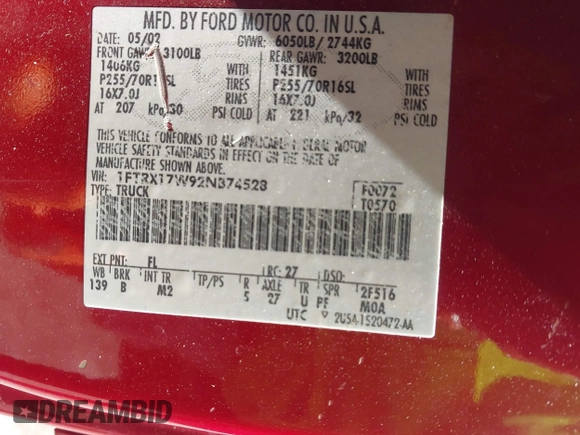 MFD. BY FORD MOTOR CO. IN U.S.A.
DATE: 05/02 GVWR: 6050LB/ 2744KG
FRONT GAWR: 3100LB REAR GAWR: 3200LB
1406KG WITH 1451KG WITH
P255/70R16SL TIRES P255/70R16SL TIRES
16X7.0J RIMS 16X7.0J RIMS
AT 207 kPa/30 PSI COLD AT 221 kPa/32 PSI COLD
THIS VEHICLE CONFORMS TO ALL APPLICABLE FEDERAL MOTOR
VEHICLE SAFETY STANDARDS IN EFFECT ON THE DATE OF
MANUFACTURE SHOWN ABOVE.
1FTRX17W92NB74523 F0072
TYPE: TRUCK T0570
EXT PNT: FL RC: 27 DSO:
WB BRK INT TR TP/PS R AXLE TR SPR 2F516
139 B M2 5 27 U PF M0A
UTC 2U5A-1520472-AA
DREAMBID